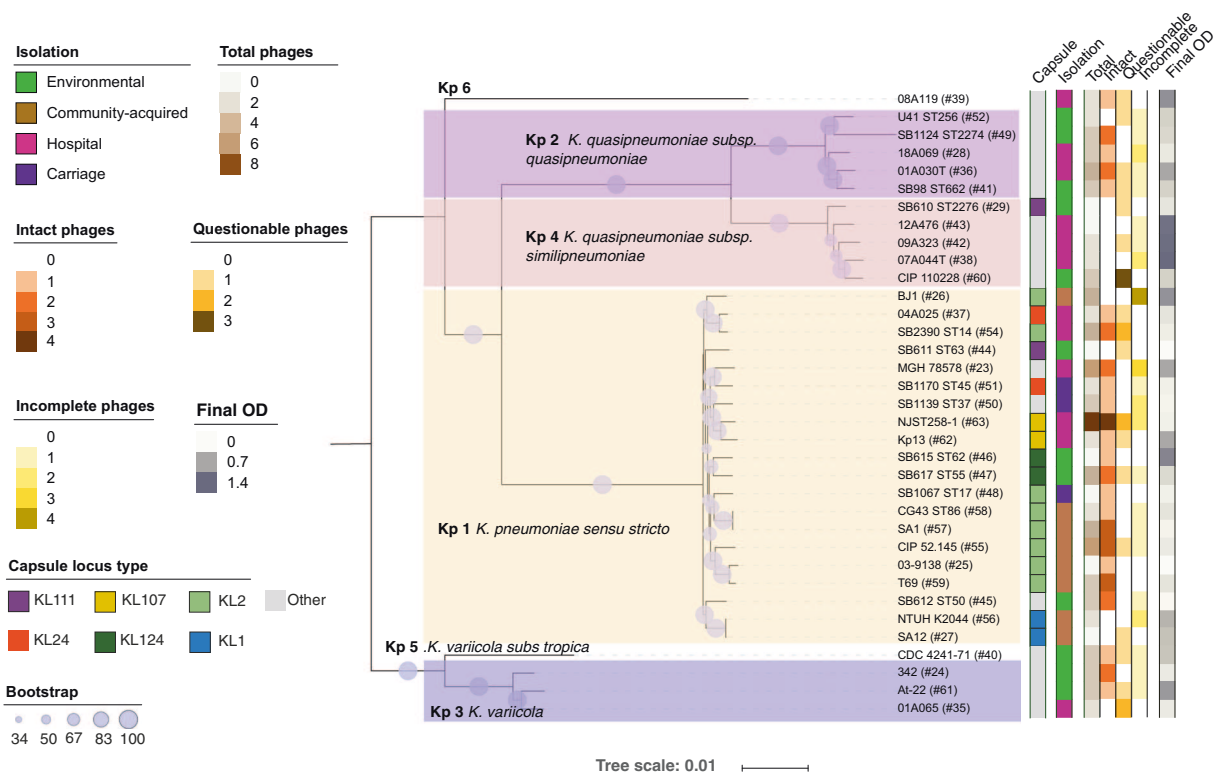 Isolation
Environmental
Community-acquired
Hospital
Carriage
Total phages
0
2
4
6
8
Intact phages
0
1
2
3
4
Questionable phages
0
1
2
3
Incomplete phages
0
1
2
3
4
Final OD
0
0.7
1.4
Capsule locus type
KL111
KL107
KL2
Other
KL24
KL124
KL1
Bootstrap
34 50 67 83 100
Capsule
Isolation
Total
Intact
Questionable
Incomplete
Final OD
Kp 6
Kp 2 K. quasipneumoniae subsp.
quasipneumoniae
Kp 4 K. quasipneumoniae subsp.
similipneumoniae
Kp 1 K. pneumoniae sensu stricto
Kp 5 .K. variicola subs tropica
Kp 3 K. variicola
08A119 (#39)
U41 ST256 (#52)
SB1124 ST2274 (#49)
18A069 (#28)
01A030T (#36)
SB98 ST662 (#41)
SB610 ST2276 (#29)
12A476 (#43)
09A323 (#42)
07A044T (#38)
CIP 110228 (#60)
BJ1 (#26)
04A025 (#37)
SB2390 ST14 (#54)
SB611 ST63 (#44)
MGH 78578 (#23)
SB1170 ST45 (#51)
SB1139 ST37 (#50)
NJST258-1 (#63)
Kp13 (#62)
SB615 ST62 (#46)
SB617 ST55 (#47)
SB1067 ST17 (#48)
CG43 ST86 (#58)
SA1 (#57)
CIP 52.145 (#55)
03-9138 (#25)
T69 (#59)
SB612 ST50 (#45)
NTUH K2044 (#56)
SA12 (#27)
CDC 4241-71 (#40)
342 (#24)
At-22 (#61)
01A065 (#35)
Tree scale: 0.01